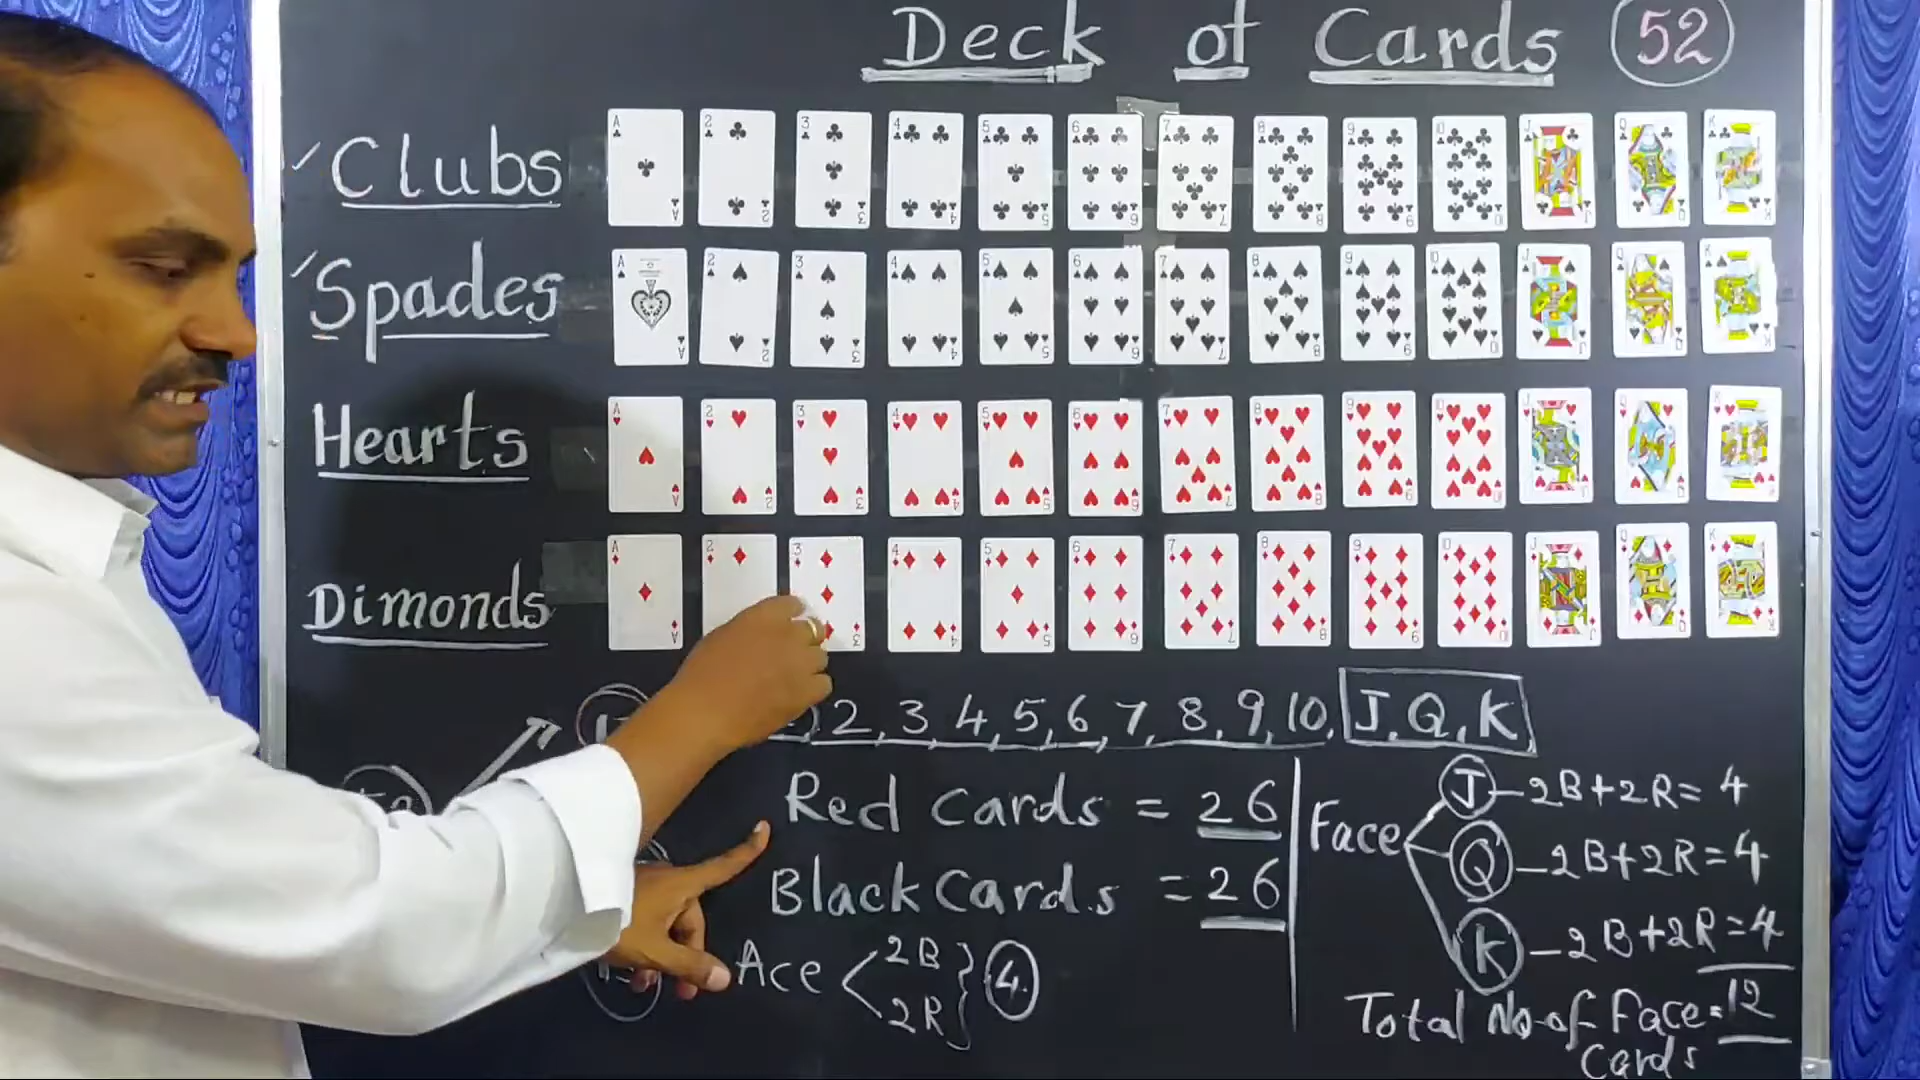 Deck of Cards 52
✓ Clubs
✓ Spades
Hearts
Dimonds
2, 3, 4, 5, 6, 7, 8, 9, 10, J, Q, K
Red Cards = 26
Black Cards = 26
Ace < 2B 2R } 4
Face
J - 2B + 2R = 4
Q - 2B + 2R = 4
K - 2B + 2R = 4
Total No of Face = 12
Cards